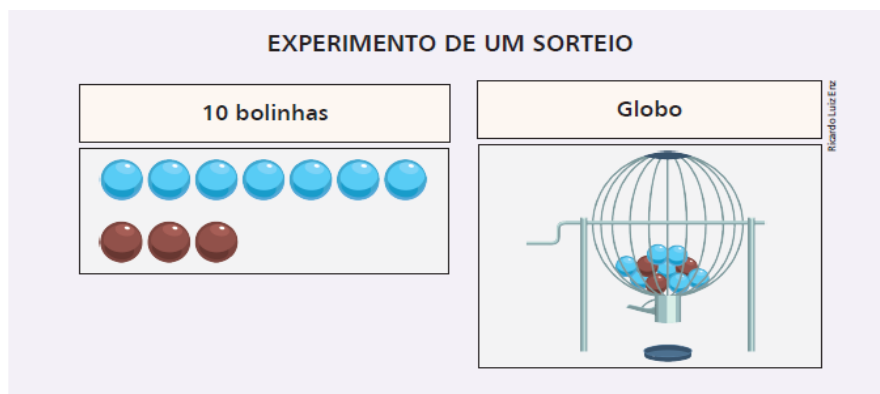 EXPERIMENTO DE UM SORTEIO
10 bolinhas
Globo
Ricardo Luiz Enz